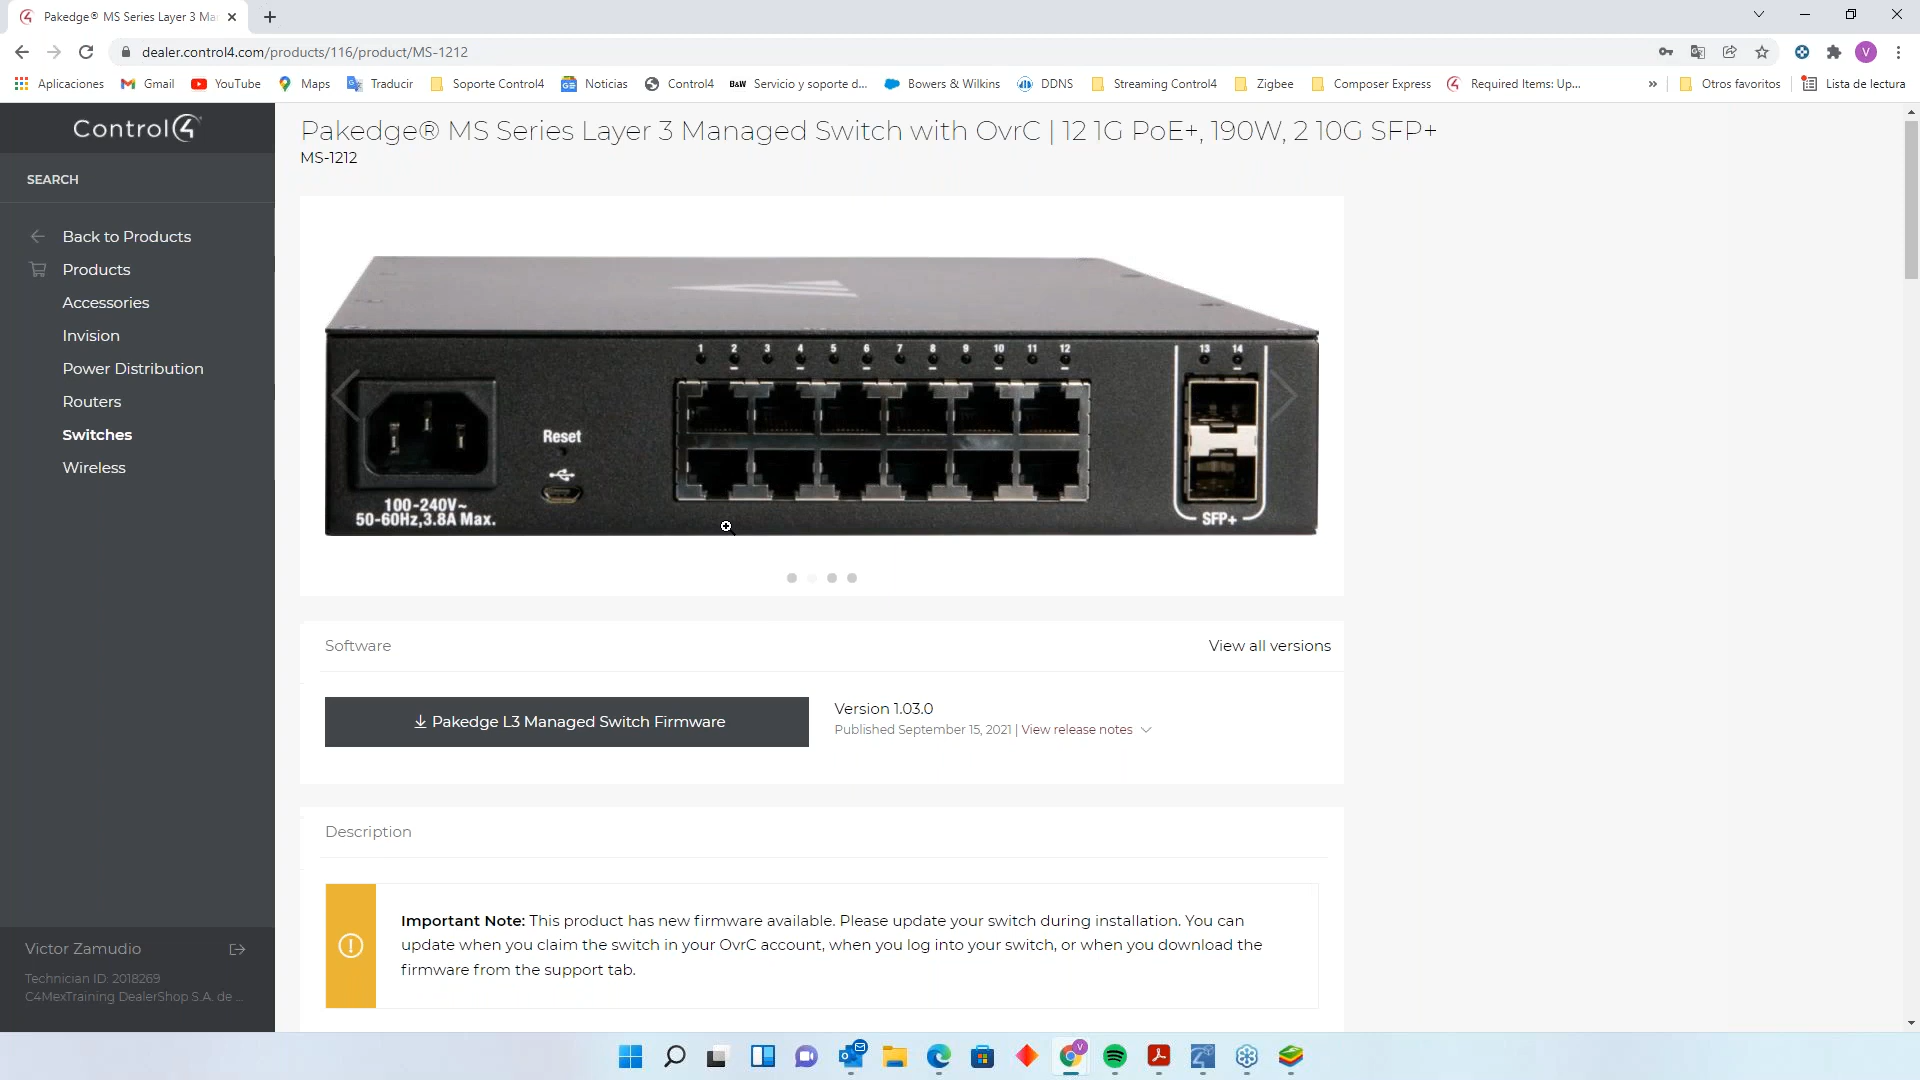 Pakedge® MS Series Layer 3 Ma
dealer.control4.com/products/116/product/MS-1212
Aplicaciones
Gmail
YouTube
Maps
Traducir
Soporte Control4
Noticias
Control4
B&W Servicio y soporte d...
Bowers & Wilkins
DDNS
Streaming Control4
Zigbee
Composer Express
Required Items: Up...
»
Otros favoritos
Lista de lectura
V
Control4
SEARCH
Back to Products
Products
Accessories
Invision
Power Distribution
Routers
Switches
Wireless
Victor Zamudio
Technician ID: 2018269
C4MexTraining DealerShop S.A. de ...
Pakedge® MS Series Layer 3 Managed Switch with OvrC | 12 1G PoE+, 190W, 2 10G SFP+
MS-1212
1 2 3 4 5 6 7 8 9 10 11 12 13 14
Reset
100-240V~
50-60Hz,3.8A Max.
SFP+
Software
View all versions
Pakedge L3 Managed Switch Firmware
Version 1.03.0
Published September 15, 2021 | View release notes
Description
Important Note: This product has new firmware available. Please update your switch during installation. You can
update when you claim the switch in your OvrC account, when you log into your switch, or when you download the
firmware from the support tab.